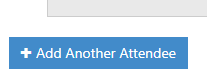 + Add Another Attendee